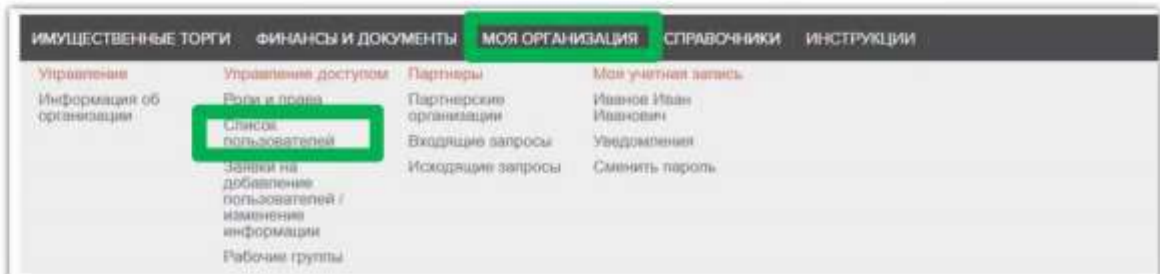 ИМУЩЕСТВЕННЫЕ ТОРГИ ФИНАНСЫ И ДОКУМЕНТЫ МОЯ ОРГАНИЗАЦИЯ СПРАВОЧНИКИ ИНСТРУКЦИИ
Управление
Информация об
организации
Управление доступом
Роли и права
Список
пользователей
Заявки на
добавление
пользователей /
изменение
информации
Рабочие группы
Партнеры
Партнерские
организации
Входящие запросы
Исходящие запросы
Моя учетная запись
Иванов Иван
Иванович
Уведомления
Сменить пароль